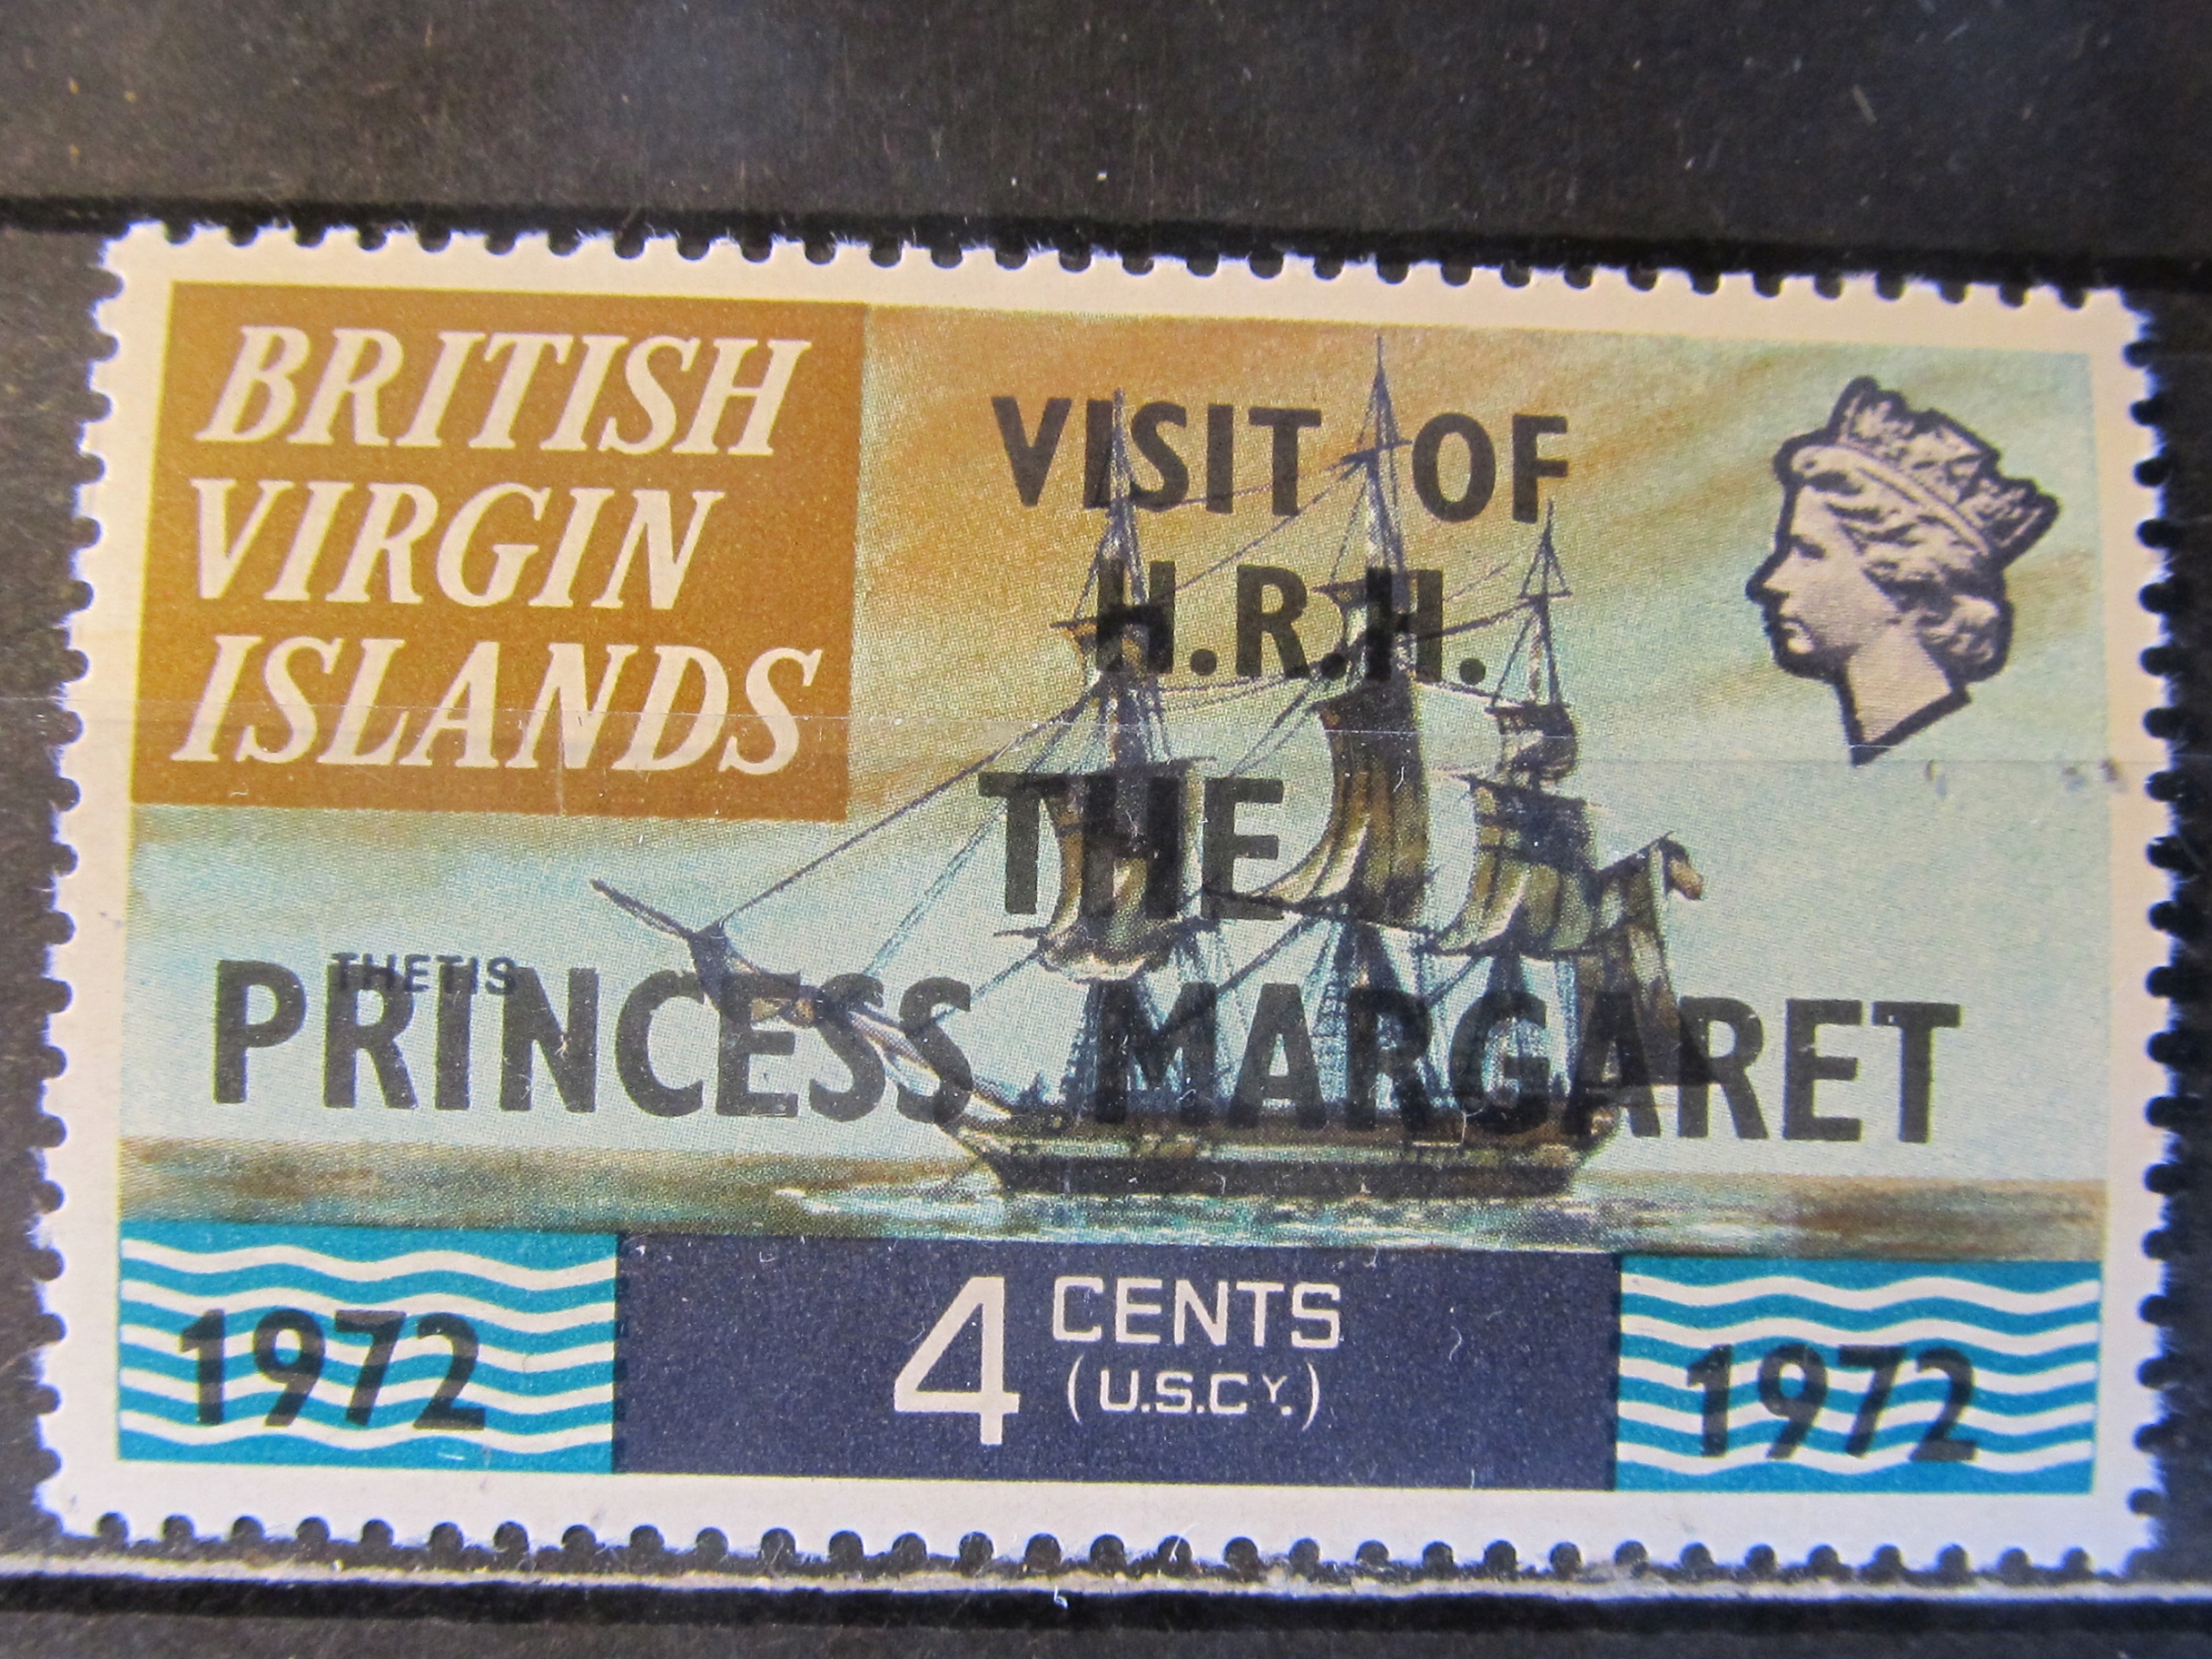 BRITISH
VIRGIN
ISLANDS
VISIT OF
H.R.H.
THE
THETIS
PRINCESS MARGARET
1972
4 CENTS
(U.S.CY.)
1972